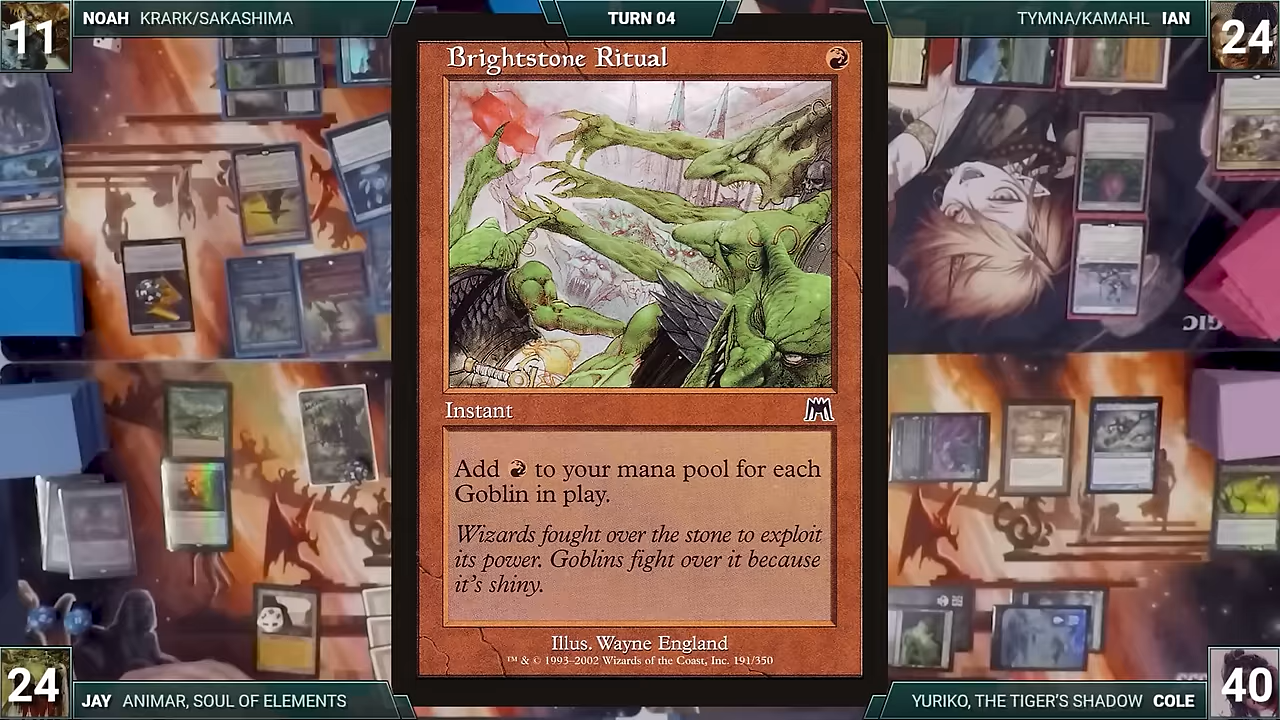 11
NOAH KRARK/SAKASHIMA
TURN 04
TYMNA/KAMAHL IAN
24
Brightstone Ritual
Instant
Add to your mana pool for each
Goblin in play.
Wizards fought over the stone to exploit
its power. Goblins fight over it because
it's shiny.
Illus. Wayne England
™ & © 1993–2002 Wizards of the Coast, Inc. 191/350
GIC
24
JAY ANIMAR, SOUL OF ELEMENTS
YURIKO, THE TIGER'S SHADOW COLE
40